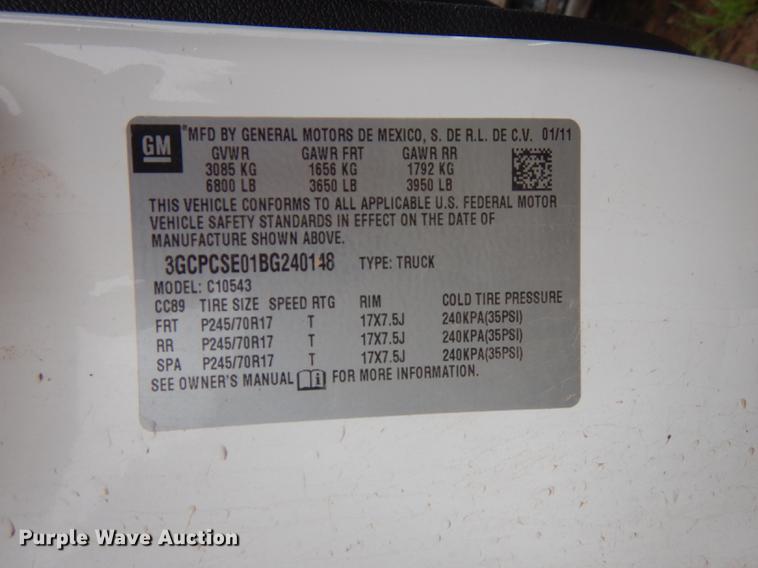 GM
MFD BY GENERAL MOTORS DE MEXICO, S. DE R.L. DE C.V. 01/11
GVWR GAWR FRT GAWR RR
3085 KG 1656 KG 1792 KG
6800 LB 3650 LB 3950 LB
THIS VEHICLE CONFORMS TO ALL APPLICABLE U.S. FEDERAL MOTOR
VEHICLE SAFETY STANDARDS IN EFFECT ON THE DATE OF
MANUFACTURE SHOWN ABOVE.
3GCPCSE01BG240148 TYPE: TRUCK
MODEL: C10543
CC89 TIRE SIZE SPEED RTG RIM COLD TIRE PRESSURE
FRT P245/70R17 T 17X7.5J 240KPA(35PSI)
RR P245/70R17 T 17X7.5J 240KPA(35PSI)
SPA P245/70R17 T 17X7.5J 240KPA(35PSI)
SEE OWNER'S MANUAL FOR MORE INFORMATION.
Purple Wave Auction